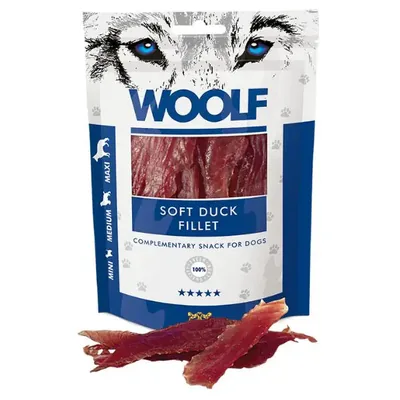 WOOLF
SOFT DUCK
FILLET
COMPLEMENTARY SNACK FOR DOGS
MINI
MEDIUM
MAXI
100%
★★★★★